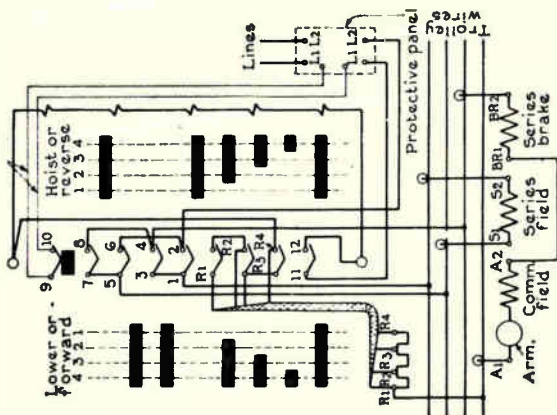 Lines
L1 L2
L1 L2
Protective panel
Trolley
wires
Hoist or
reverse
1 2 3 4
9 10
7 8
5 6
3 4
1 2
R1 R2
R3 R4
11 12
Lower or
forward
4 3 2 1
R1 R2 R3 R4
A1
Arm.
Comm.
field
A2
S1 S2
Series
field
BR1 BR2
Series
brake